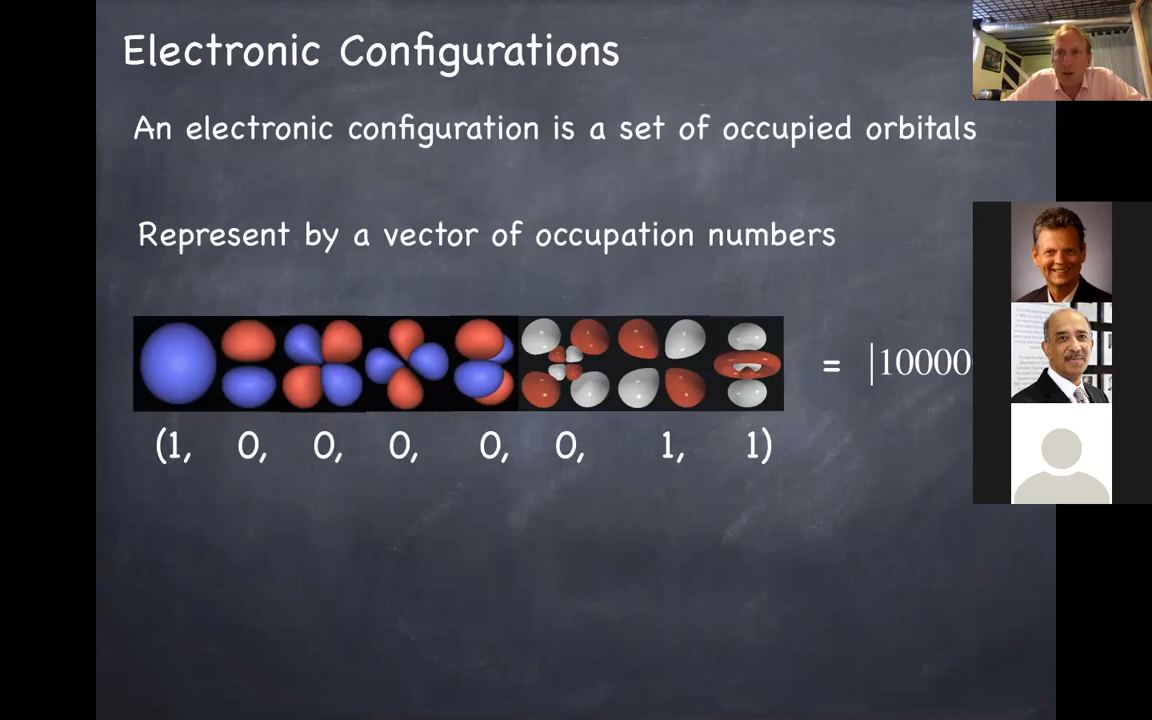 Electronic Configurations
An electronic configuration is a set of occupied orbitals
Represent by a vector of occupation numbers
= |10000
(1, 0, 0, 0, 0, 0, 1, 1)